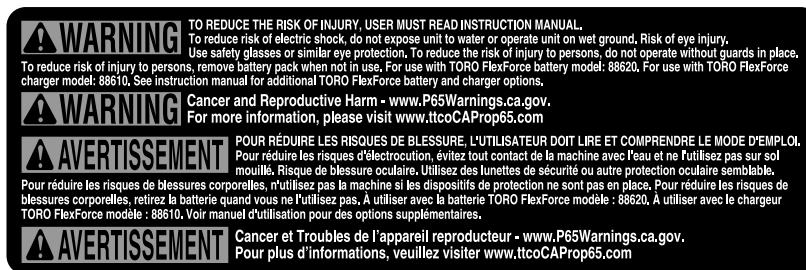 WARNING TO REDUCE THE RISK OF INJURY, USER MUST READ INSTRUCTION MANUAL.
To reduce risk of electric shock, do not expose unit to water or operate unit on wet ground. Risk of eye injury.
Use safety glasses or similar eye protection. To reduce the risk of injury to persons, do not operate without guards in place.
To reduce risk of injury to persons, remove battery pack when not in use. For use with TORO FlexForce battery model: 88620. For use with TORO FlexForce
charger model: 88610. See instruction manual for additional TORO FlexForce battery and charger options.
WARNING Cancer and Reproductive Harm - www.P65Warnings.ca.gov.
For more information, please visit www.ttcoCAProp65.com
AVERTISSEMENT POUR RÉDUIRE LES RISQUES DE BLESSURE, L'UTILISATEUR DOIT LIRE ET COMPRENDRE LE MODE D'EMPLOI.
Pour réduire les risques d'électrocution, évitez tout contact de la machine avec l'eau et ne l'utilisez pas sur sol
mouillé. Risque de blessure oculaire. Utilisez des lunettes de sécurité ou autre protection oculaire semblable.
Pour réduire les risques de blessures corporelles, n'utilisez pas la machine si les dispositifs de protection ne sont pas en place. Pour réduire les risques de
blessures corporelles, retirez la batterie quand vous ne l'utilisez pas. À utiliser avec la batterie TORO FlexForce modèle : 88620. À utiliser avec le chargeur
TORO FlexForce modèle : 88610. Voir manuel d'utilisation pour des options supplémentaires.
AVERTISSEMENT Cancer et Troubles de l'appareil reproducteur - www.P65Warnings.ca.gov.
Pour plus d'informations, veuillez visiter www.ttcoCAProp65.com